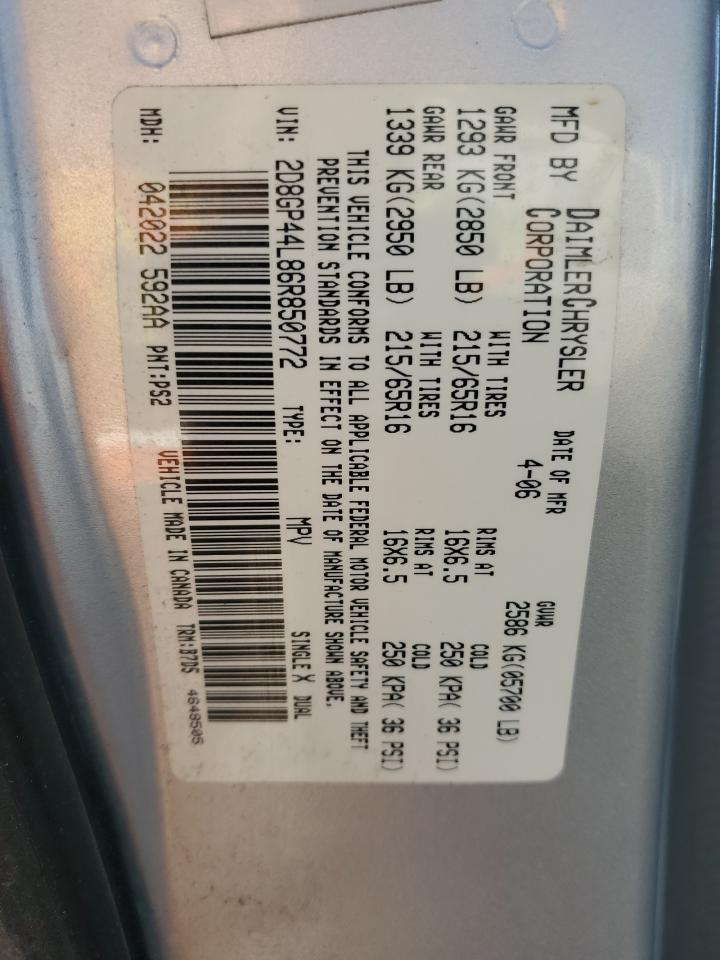 MFD BY DAIMLERCHRYSLER CORPORATION
DATE OF MFR 4-06
GVWR 2586 KG(05700 LB)
GAWR FRONT WITH TIRES RIMS AT COLD
1293 KG(2850 LB) 215/65R16 16X6.5 250 KPA( 36 PSI)
GAWR REAR WITH TIRES RIMS AT COLD
1339 KG(2950 LB) 215/65R16 16X6.5 250 KPA( 36 PSI)
THIS VEHICLE CONFORMS TO ALL APPLICABLE FEDERAL MOTOR VEHICLE SAFETY AND THEFT
PREVENTION STANDARDS IN EFFECT ON THE DATE OF MANUFACTURE SHOWN ABOVE.
VIN: 2D8GP44L86R850772 TYPE: MPV SINGLE X DUAL
MDH: 042022 592AA PNT:PS2 VEHICLE MADE IN CANADA TRM:B7D5 4648505